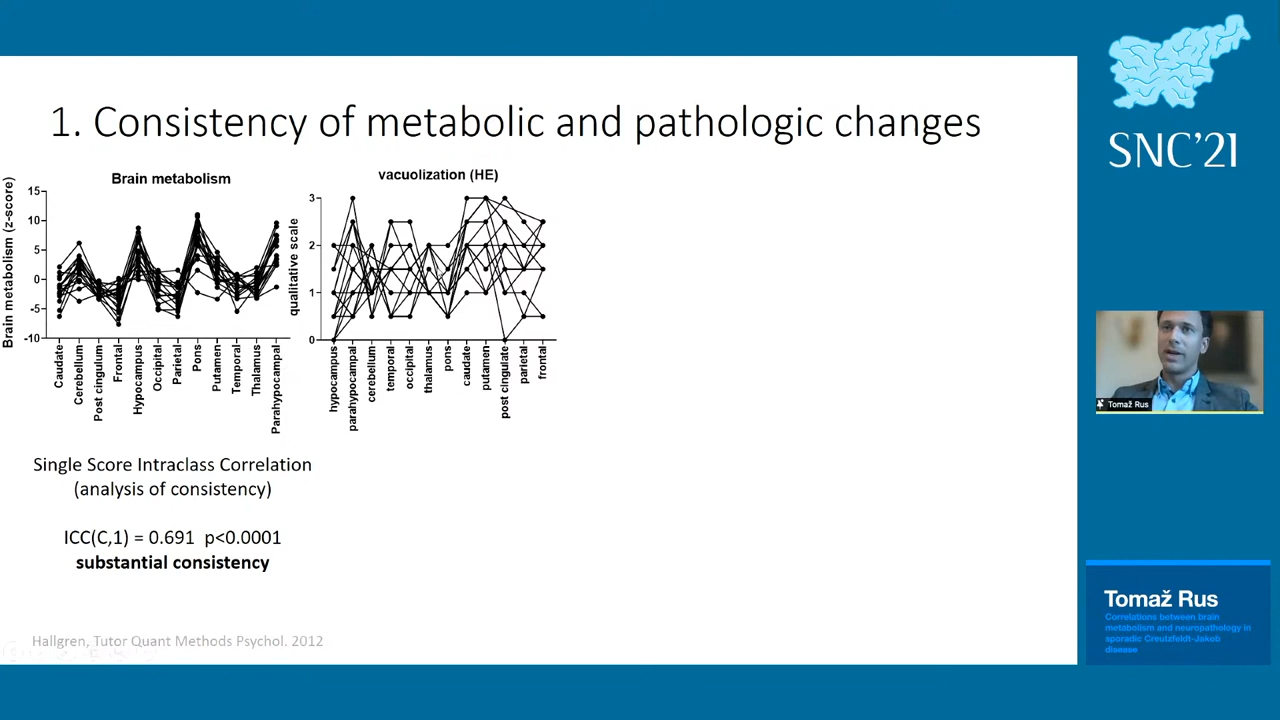 1. Consistency of metabolic and pathologic changes
Brain metabolism
Brain metabolism (z-score)
15
10
5
0
-5
-10
Caudate
Cerebellum
Post cingulum
Frontal
Hypocampus
Occipital
Parietal
Pons
Putamen
Temporal
Thalamus
Parahypocampal
vacuolization (HE)
qualitative scale
3
2
1
0
hypocampus
parahypocampal
cerebellum
temporal
occipital
thalamus
pons
caudate
putamen
post cingulate
parietal
frontal
Single Score Intraclass Correlation
(analysis of consistency)
ICC(C,1) = 0.691 p<0.0001
substantial consistency
Hallgren, Tutor Quant Methods Psychol. 2012
SNC'21
Tomaž Rus
Tomaž Rus
Correlations between brain
metabolism and neuropathology in
sporadic Creutzfeldt-Jakob
disease